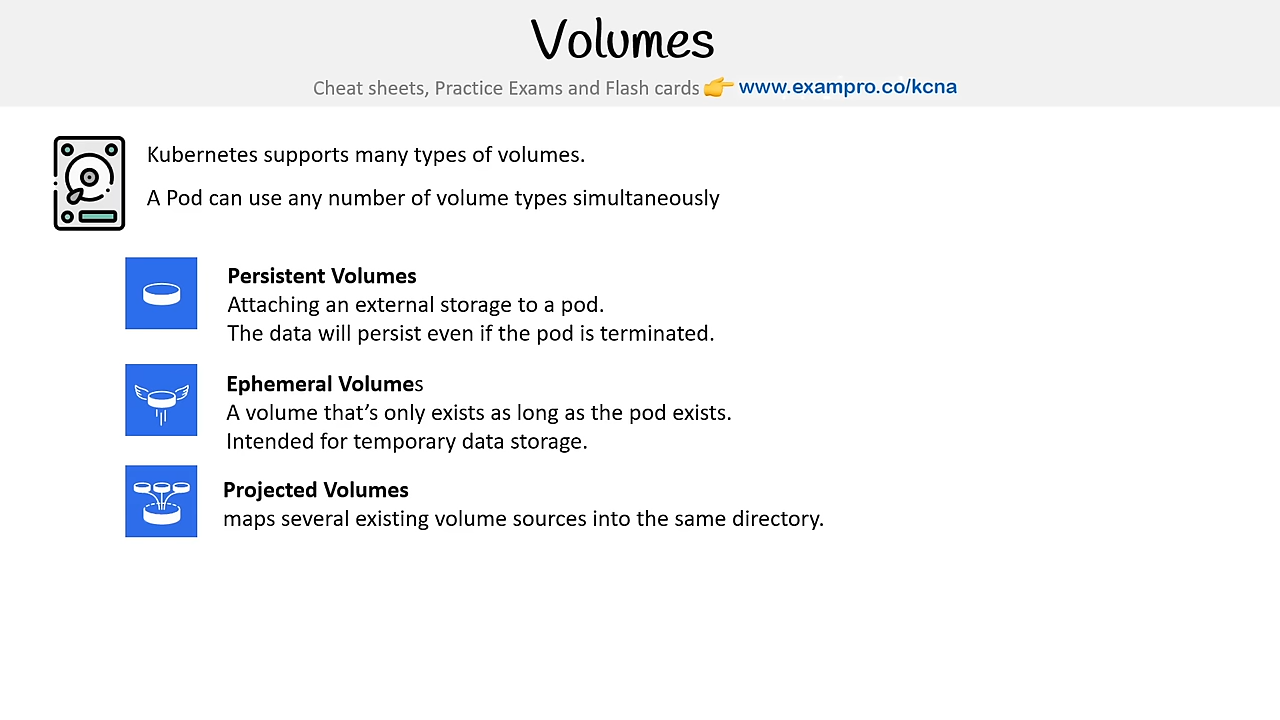 Volumes
Cheat sheets, Practice Exams and Flash cards 👉 www.exampro.co/kcna
Kubernetes supports many types of volumes.
A Pod can use any number of volume types simultaneously
Persistent Volumes
Attaching an external storage to a pod.
The data will persist even if the pod is terminated.
Ephemeral Volumes
A volume that's only exists as long as the pod exists.
Intended for temporary data storage.
Projected Volumes
maps several existing volume sources into the same directory.